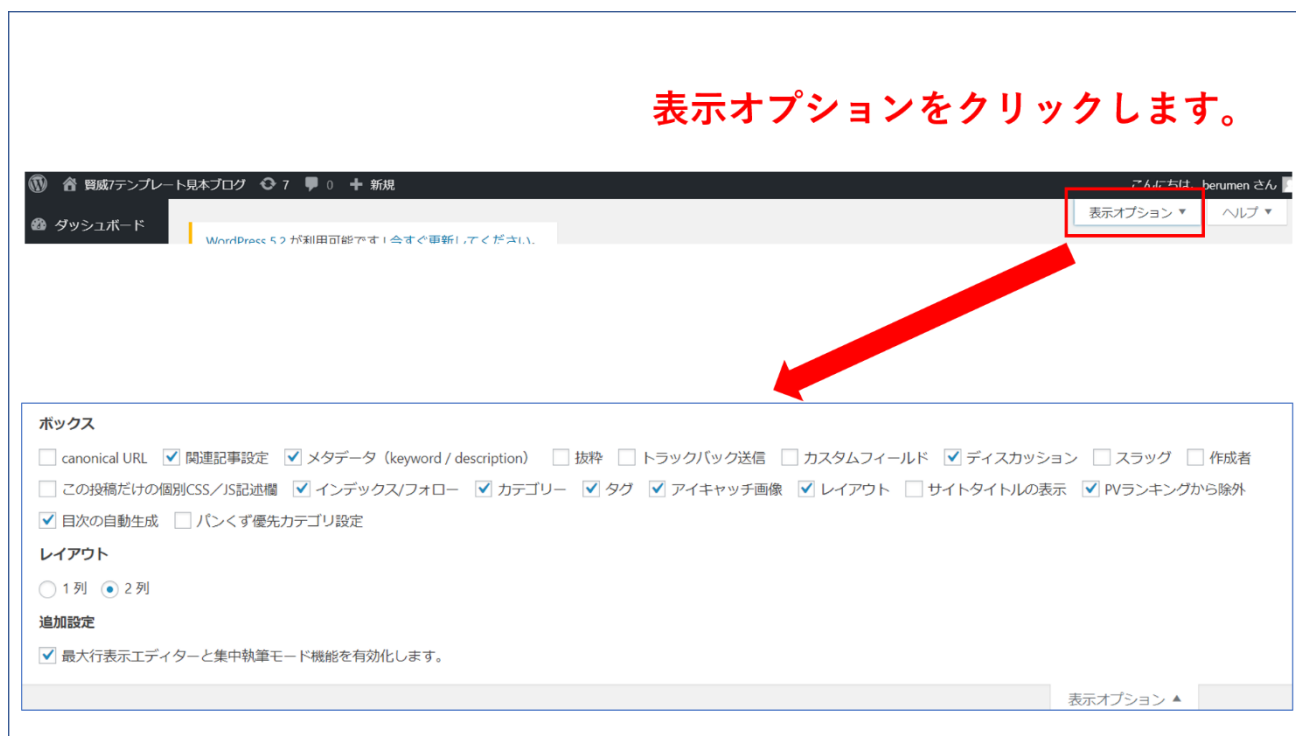 表示オプションをクリックします。
賢威7テンプレート見本ブログ 7 0 新規 こんにちは、berumen さん
ダッシュボード 表示オプション ▼ ヘルプ ▼
WordPress 5.2 が利用可能です ! 今すぐ更新してください。
ボックス
canonical URL 関連記事設定 メタデータ（keyword / description） 抜粋 トラックバック送信 カスタムフィールド ディスカッション スラッグ 作成者
この投稿だけの個別CSS／JS記述欄 インデックス/フォロー カテゴリー タグ アイキャッチ画像 レイアウト サイトタイトルの表示 PVランキングから除外
目次の自動生成 パンくず優先カテゴリ設定
レイアウト
1 列 2 列
追加設定
最大行表示エディターと集中執筆モード機能を有効化します。
表示オプション ▲